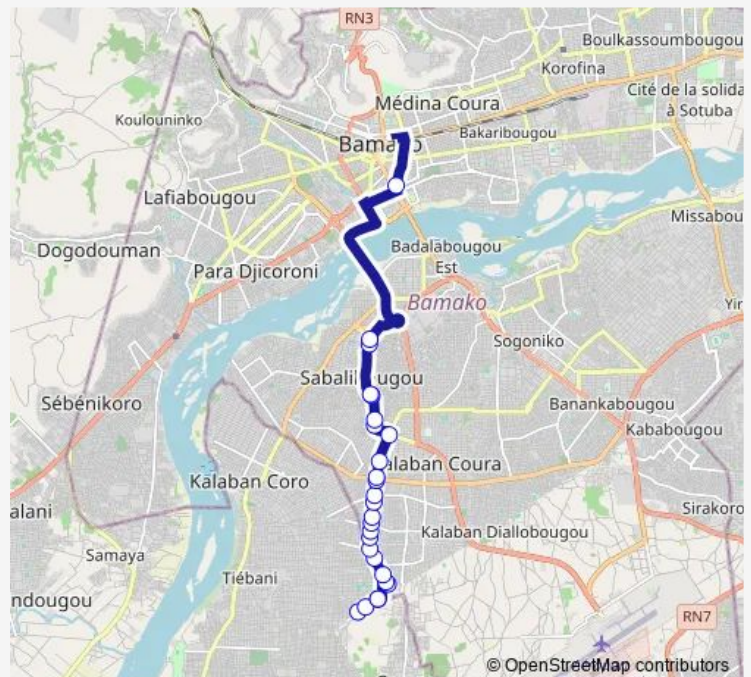 RN3
Boulkassoumbougou
Korofina
Cité de la solida
à Sotuba
Médina Coura
Koulouninko
Bakaribougou
Bamako
Lafiabougou
Missabou
Dogodouman
Badalabougou
Est
Para Djicoroni
Bamako
Yir
Sogoniko
Sabalibougou
Sébénikoro
Banankabougou
Kababougou
alaban Coura
Kalaban Coro
alani
Sirakoro
Kalaban Diallobougou
Samaya
Tiébani
ndougou
RN7
© OpenStreetMap contributors